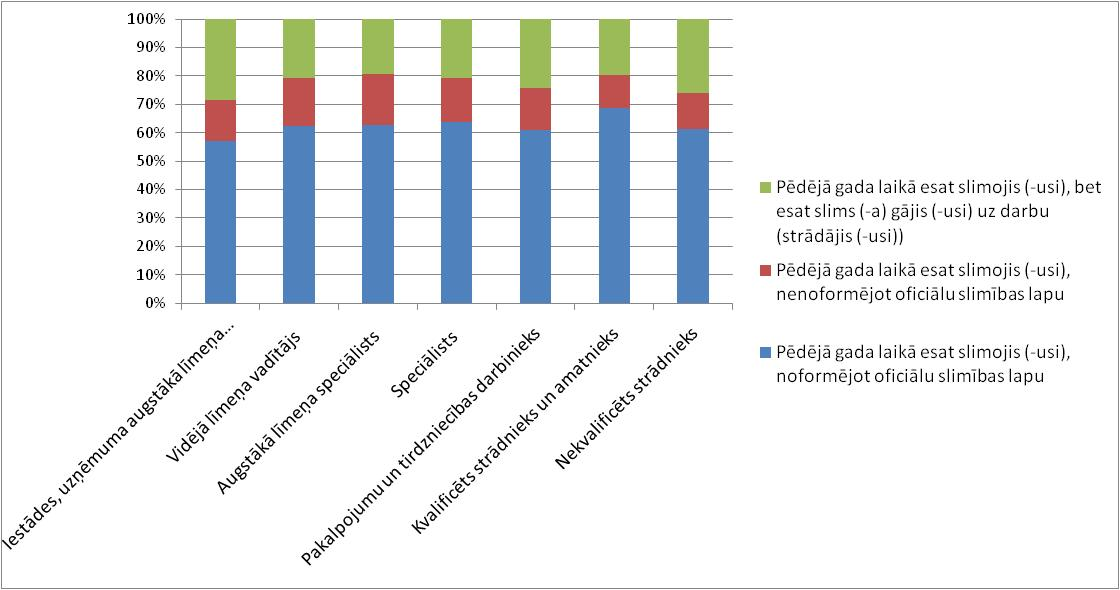 100%
90%
80%
70%
60%
50%
40%
30%
20%
10%
0%
Iestādes, uzņēmuma augstākā līmeņa...
Vidējā līmeņa vadītājs
Augstākā līmeņa speciālists
Speciālists
Pakalpojumu un tirdzniecības darbinieks
Kvalificēts strādnieks un amatnieks
Nekvalificēts strādnieks
Pēdējā gada laikā esat slimojis (-usi), bet
esat slims (-a) gājis (-usi) uz darbu
(strādājis (-usi))
Pēdējā gada laikā esat slimojis (-usi),
nenoformējot oficiālu slimības lapu
Pēdējā gada laikā esat slimojis (-usi),
noformējot oficiālu slimības lapu